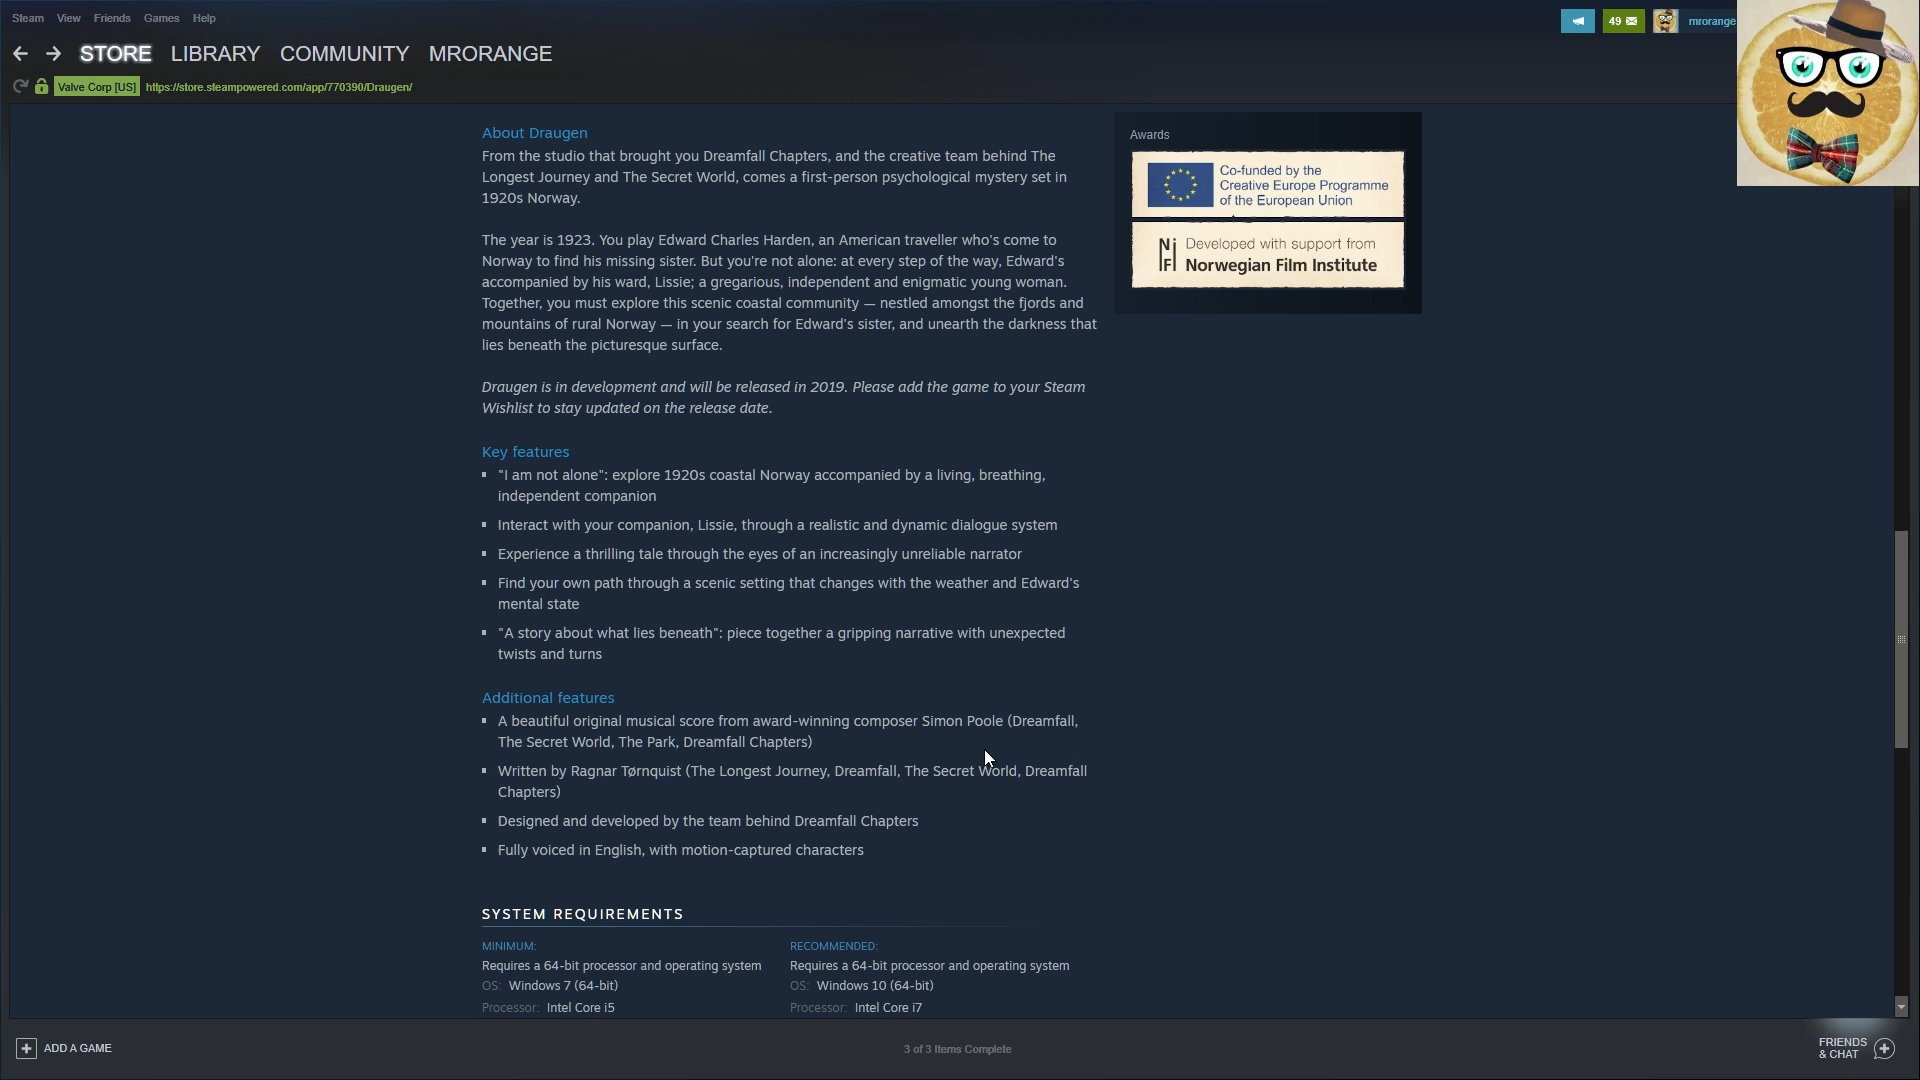 Steam View Friends Games Help
49
mrorange
STORE LIBRARY COMMUNITY MRORANGE
Valve Corp [US] https://store.steampowered.com/app/770390/Draugen/
About Draugen
From the studio that brought you Dreamfall Chapters, and the creative team behind The
Longest Journey and The Secret World, comes a first-person psychological mystery set in
1920s Norway.
The year is 1923. You play Edward Charles Harden, an American traveller who's come to
Norway to find his missing sister. But you're not alone: at every step of the way, Edward's
accompanied by his ward, Lissie; a gregarious, independent and enigmatic young woman.
Together, you must explore this scenic coastal community — nestled amongst the fjords and
mountains of rural Norway — in your search for Edward's sister, and unearth the darkness that
lies beneath the picturesque surface.
Draugen is in development and will be released in 2019. Please add the game to your Steam
Wishlist to stay updated on the release date.
Key features
"I am not alone": explore 1920s coastal Norway accompanied by a living, breathing,
independent companion
Interact with your companion, Lissie, through a realistic and dynamic dialogue system
Experience a thrilling tale through the eyes of an increasingly unreliable narrator
Find your own path through a scenic setting that changes with the weather and Edward's
mental state
"A story about what lies beneath": piece together a gripping narrative with unexpected
twists and turns
Additional features
A beautiful original musical score from award-winning composer Simon Poole (Dreamfall,
The Secret World, The Park, Dreamfall Chapters)
Written by Ragnar Tørnquist (The Longest Journey, Dreamfall, The Secret World, Dreamfall
Chapters)
Designed and developed by the team behind Dreamfall Chapters
Fully voiced in English, with motion-captured characters
Awards
Co-funded by the
Creative Europe Programme
of the European Union
NiFI Developed with support from
Norwegian Film Institute
SYSTEM REQUIREMENTS
MINIMUM:
Requires a 64-bit processor and operating system
OS: Windows 7 (64-bit)
Processor: Intel Core i5
RECOMMENDED:
Requires a 64-bit processor and operating system
OS: Windows 10 (64-bit)
Processor: Intel Core i7
ADD A GAME
3 of 3 Items Complete
FRIENDS
& CHAT